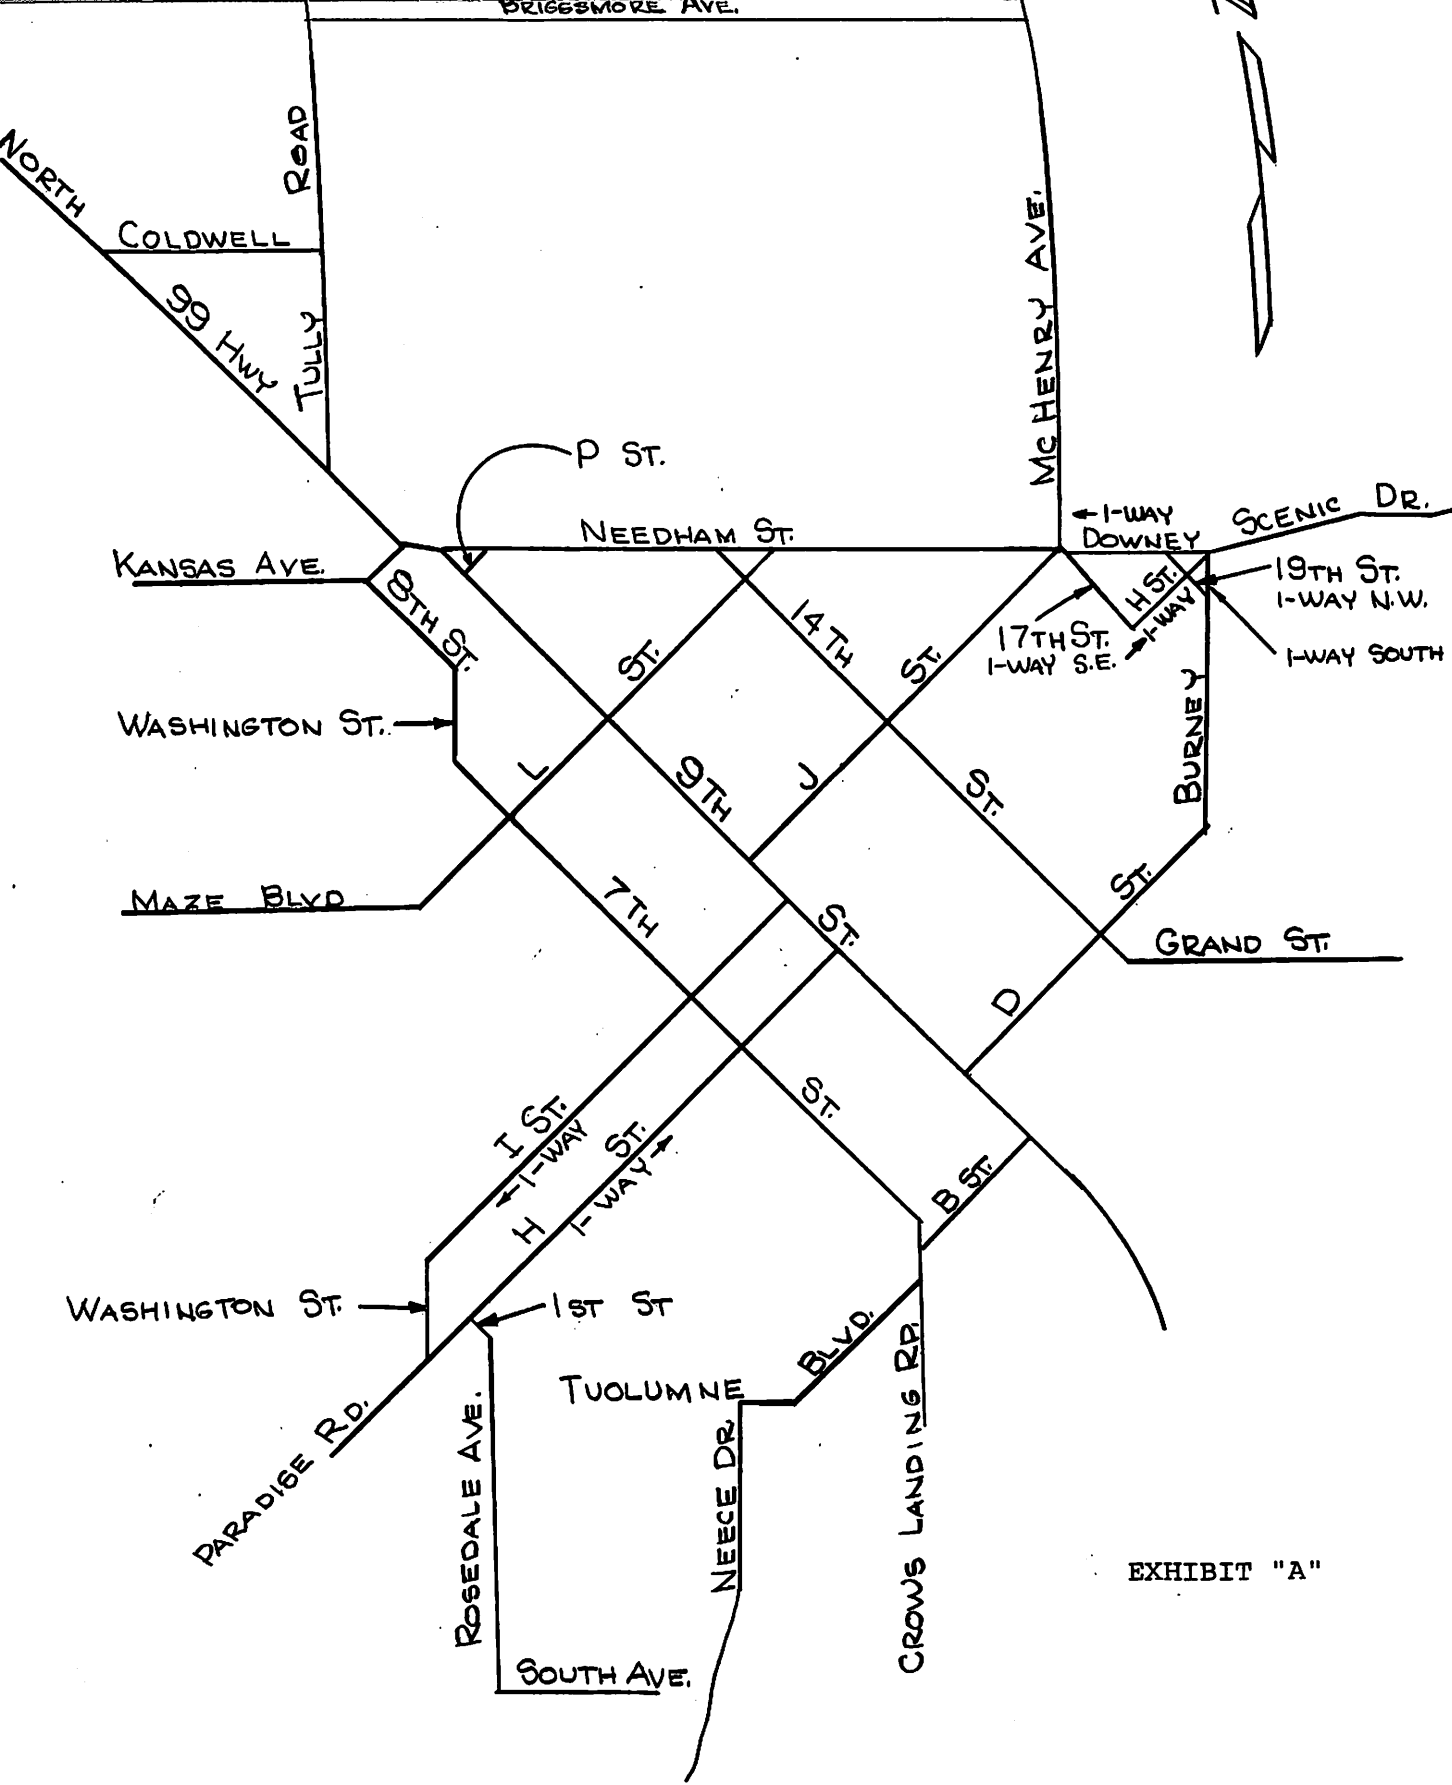 BRIGGSMORE AVE.
N
NORTH
99 HWY
COLDWELL
TULLY ROAD
McHENRY AVE.
P ST.
NEEDHAM ST.
1-WAY
DOWNEY
SCENIC DR.
KANSAS AVE.
8TH ST.
H ST.
1-WAY
19TH ST.
1-WAY N.W.
17TH ST.
1-WAY S.E.
1-WAY SOUTH
14TH ST.
WASHINGTON ST.
L ST.
9TH ST.
J ST.
BURNEY
MAZE BLVD
7TH ST.
D ST.
GRAND ST.
I ST.
1-WAY
H ST.
1-WAY
B ST.
WASHINGTON ST.
1ST ST
TUOLUMNE BLVD.
PARADISE RD.
ROSEDALE AVE.
NEECE DR.
CROWS LANDING RD.
SOUTH AVE.
EXHIBIT "A"